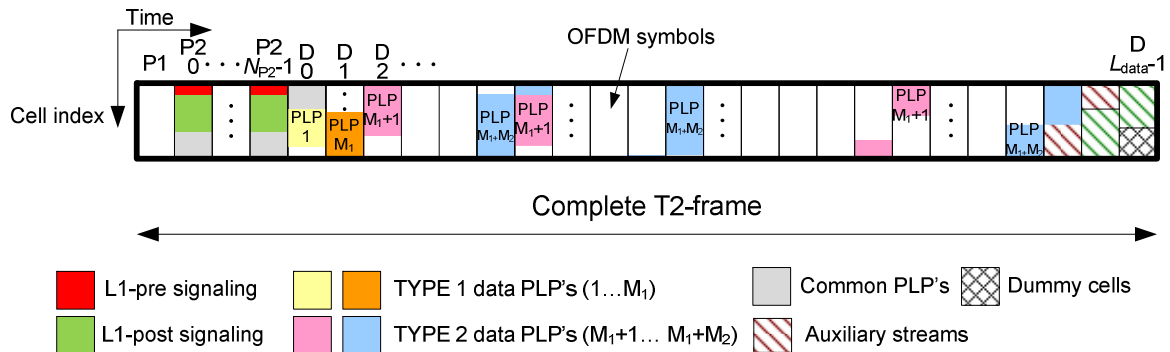 Time
OFDM symbols
P1
P2
0
. . .
P2
N_P2-1
D
0
D
1
D
2
. . .
D
L_data-1
Cell index
PLP
1
PLP
M₁
PLP
M₁+1
PLP
M₁+M₂
PLP
M₁+1
PLP
M₁+M₂
PLP
M₁+1
PLP
M₁+M₂
Complete T2-frame
L1-pre signaling
TYPE 1 data PLP's (1...M₁)
Common PLP's
Dummy cells
L1-post signaling
TYPE 2 data PLP's (M₁+1... M₁+M₂)
Auxiliary streams